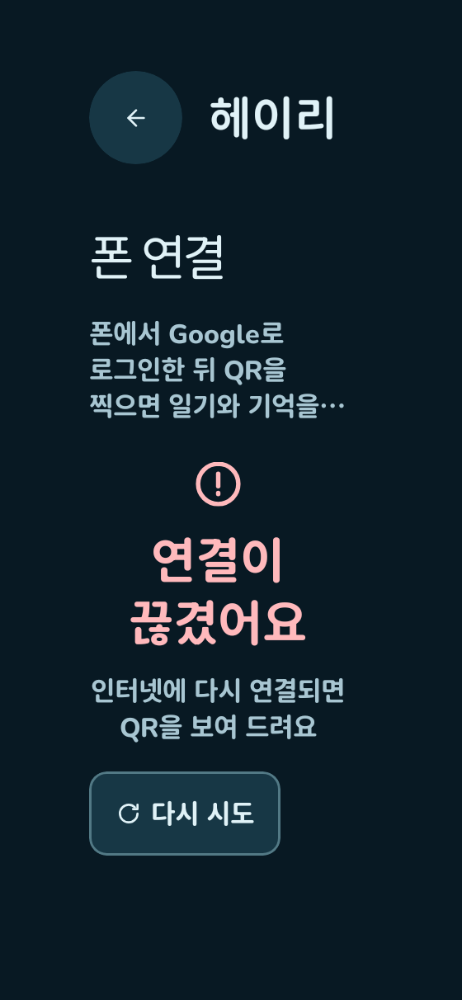 헤이리
폰 연결
폰에서 Google로
로그인한 뒤 QR을
찍으면 일기와 기억을…
연결이
끊겼어요
인터넷에 다시 연결되면
QR을 보여 드려요
다시 시도